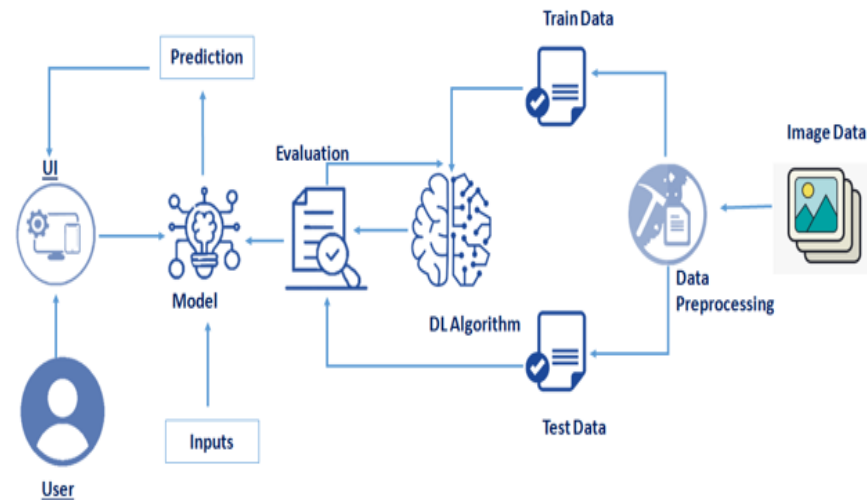 Train Data
Prediction
Image Data
Evaluation
UI
Data
Preprocessing
Model
DL Algorithm
Inputs
Test Data
User